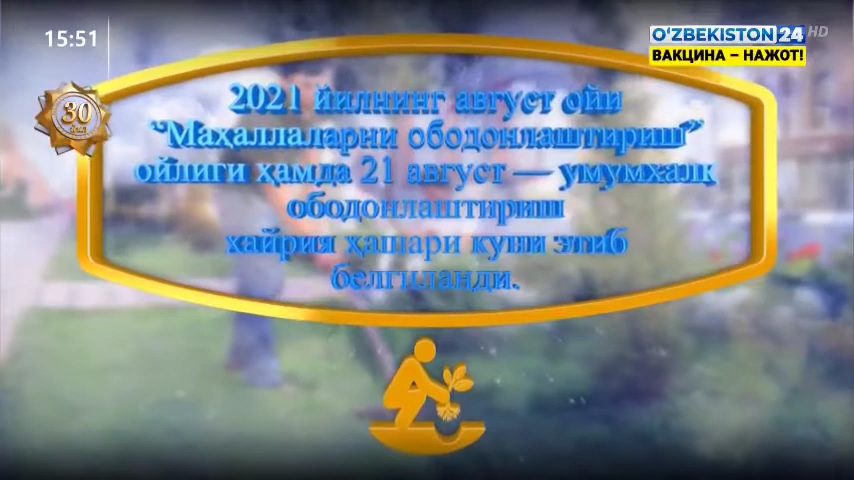 15:51
O‘ZBEKISTON 24 HD
ВАКЦИНА – НАЖОТ!
30
2021 йилнинг август ойи
“Маҳаллаларни ободонлаштириш”
ойлиги ҳамда 21 август — умумхалқ
ободонлаштириш
хайрия ҳашари куни этиб
белгиланди.